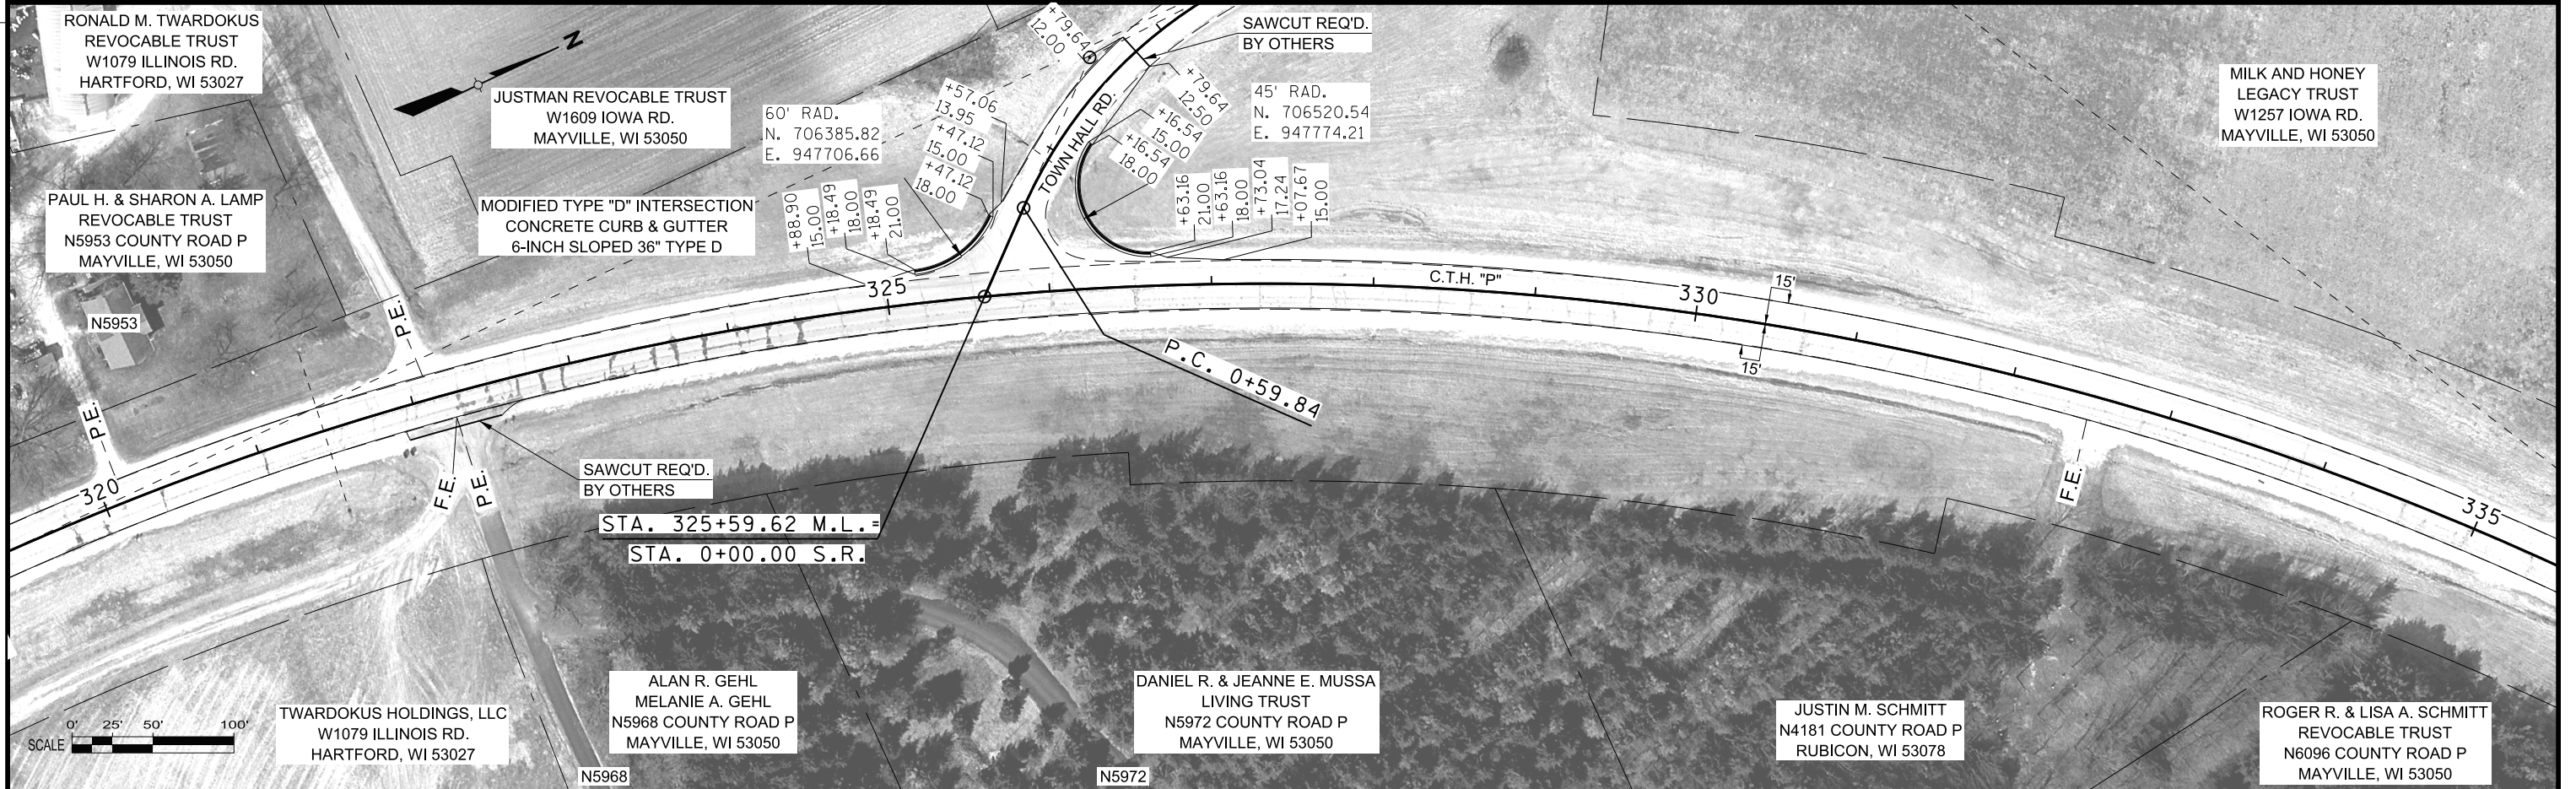 RONALD M. TWARDOKUS
REVOCABLE TRUST
W1079 ILLINOIS RD.
HARTFORD, WI 53027
N
JUSTMAN REVOCABLE TRUST
W1609 IOWA RD.
MAYVILLE, WI 53050
60' RAD.
N. 706385.82
E. 947706.66
+57.06
13.95
+47.12
15.00
+47.12
18.00
+79.64
12.00
SAWCUT REQ'D.
BY OTHERS
+79.64
12.50
+16.54
15.00
+16.54
18.00
45' RAD.
N. 706520.54
E. 947774.21
MILK AND HONEY
LEGACY TRUST
W1257 IOWA RD.
MAYVILLE, WI 53050
TOWN HALL RD.
PAUL H. & SHARON A. LAMP
REVOCABLE TRUST
N5953 COUNTY ROAD P
MAYVILLE, WI 53050
MODIFIED TYPE "D" INTERSECTION
CONCRETE CURB & GUTTER
6-INCH SLOPED 36" TYPE D
+88.90
15.00
+18.49
18.00
+18.49
21.00
+63.16
21.00
+63.16
18.00
+73.04
17.24
+07.67
15.00
N5953
P.E.
325
C.T.H. "P"
330
15'
15'
P.C. 0+59.84
P.E.
320
F.E.
P.E.
SAWCUT REQ'D.
BY OTHERS
STA. 325+59.62 M.L.=
STA. 0+00.00 S.R.
F.E.
335
0' 25' 50' 100'
SCALE
TWARDOKUS HOLDINGS, LLC
W1079 ILLINOIS RD.
HARTFORD, WI 53027
ALAN R. GEHL
MELANIE A. GEHL
N5968 COUNTY ROAD P
MAYVILLE, WI 53050
N5968
DANIEL R. & JEANNE E. MUSSA
LIVING TRUST
N5972 COUNTY ROAD P
MAYVILLE, WI 53050
N5972
JUSTIN M. SCHMITT
N4181 COUNTY ROAD P
RUBICON, WI 53078
ROGER R. & LISA A. SCHMITT
REVOCABLE TRUST
N6096 COUNTY ROAD P
MAYVILLE, WI 53050